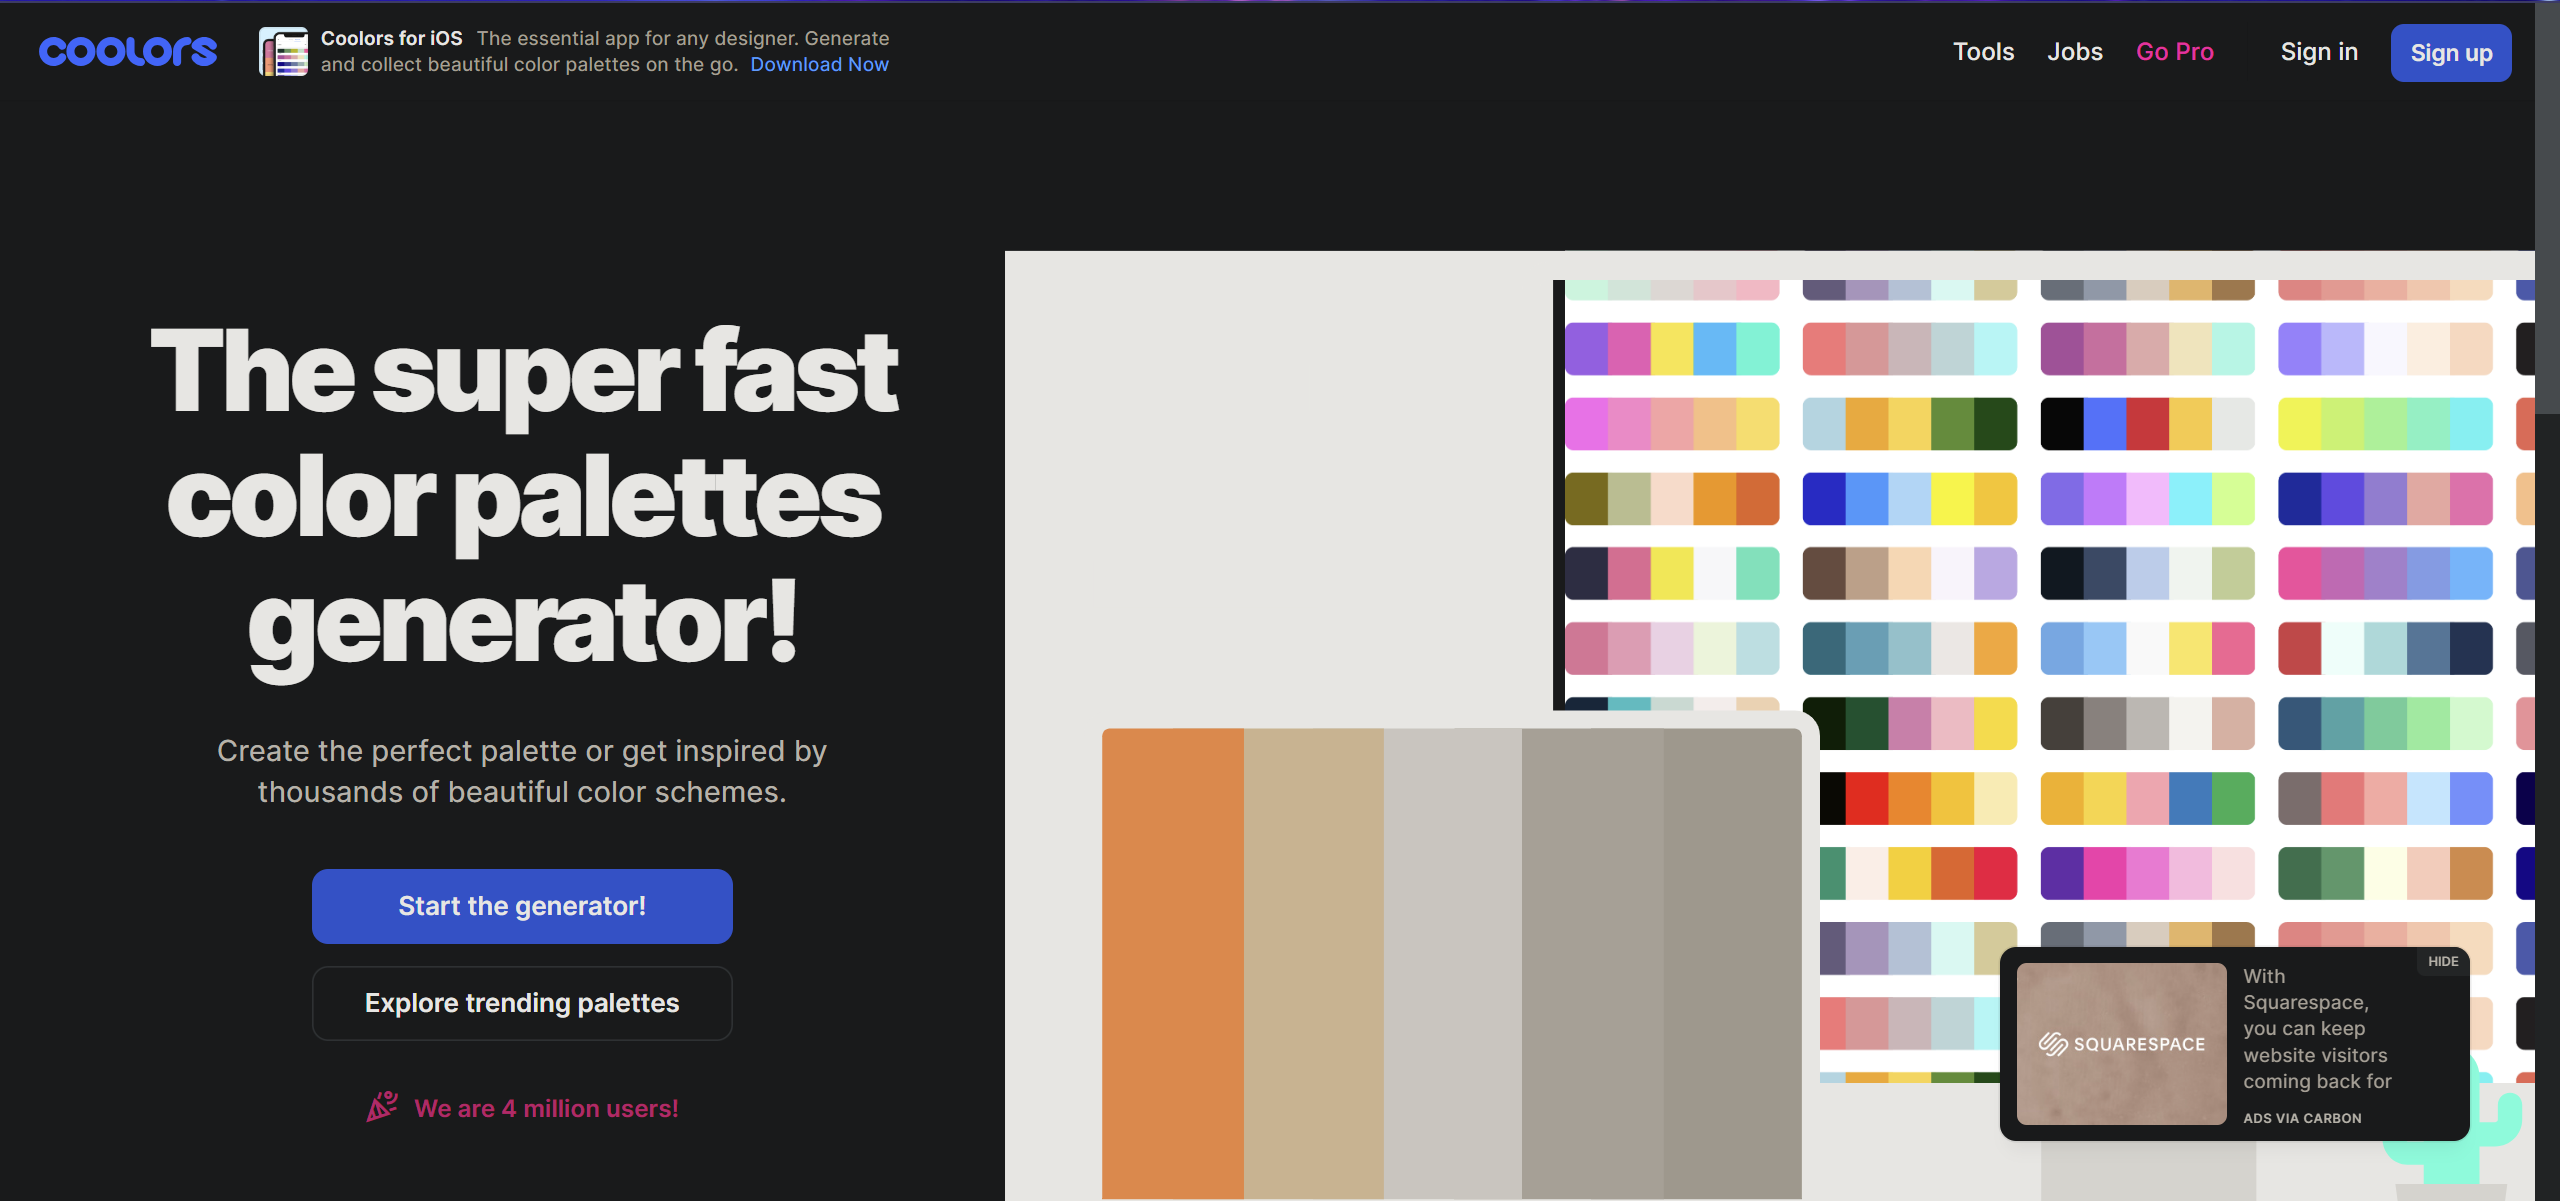 coolors
Coolors for iOS The essential app for any designer. Generate
and collect beautiful color palettes on the go. Download Now
Tools Jobs Go Pro Sign in Sign up
The super fast
color palettes
generator!
Create the perfect palette or get inspired by
thousands of beautiful color schemes.
Start the generator!
Explore trending palettes
We are 4 million users!
HIDE
SQUARESPACE
With
Squarespace,
you can keep
website visitors
coming back for
ADS VIA CARBON